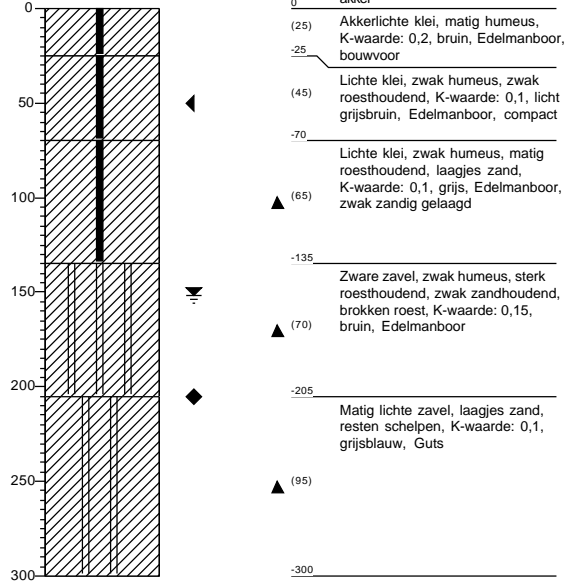 0
50
100
150
200
250
300
0
akker
(25)
Akkerlichte klei, matig humeus,
K-waarde: 0,2, bruin, Edelmanboor,
bouwvoor
-25
(45)
Lichte klei, zwak humeus, zwak
roesthoudend, K-waarde: 0,1, licht
grijsbruin, Edelmanboor, compact
-70
(65)
Lichte klei, zwak humeus, matig
roesthoudend, laagjes zand,
K-waarde: 0,1, grijs, Edelmanboor,
zwak zandig gelaagd
-135
(70)
Zware zavel, zwak humeus, sterk
roesthoudend, zwak zandhoudend,
brokken roest, K-waarde: 0,15,
bruin, Edelmanboor
-205
(95)
Matig lichte zavel, laagjes zand,
resten schelpen, K-waarde: 0,1,
grijsblauw, Guts
-300